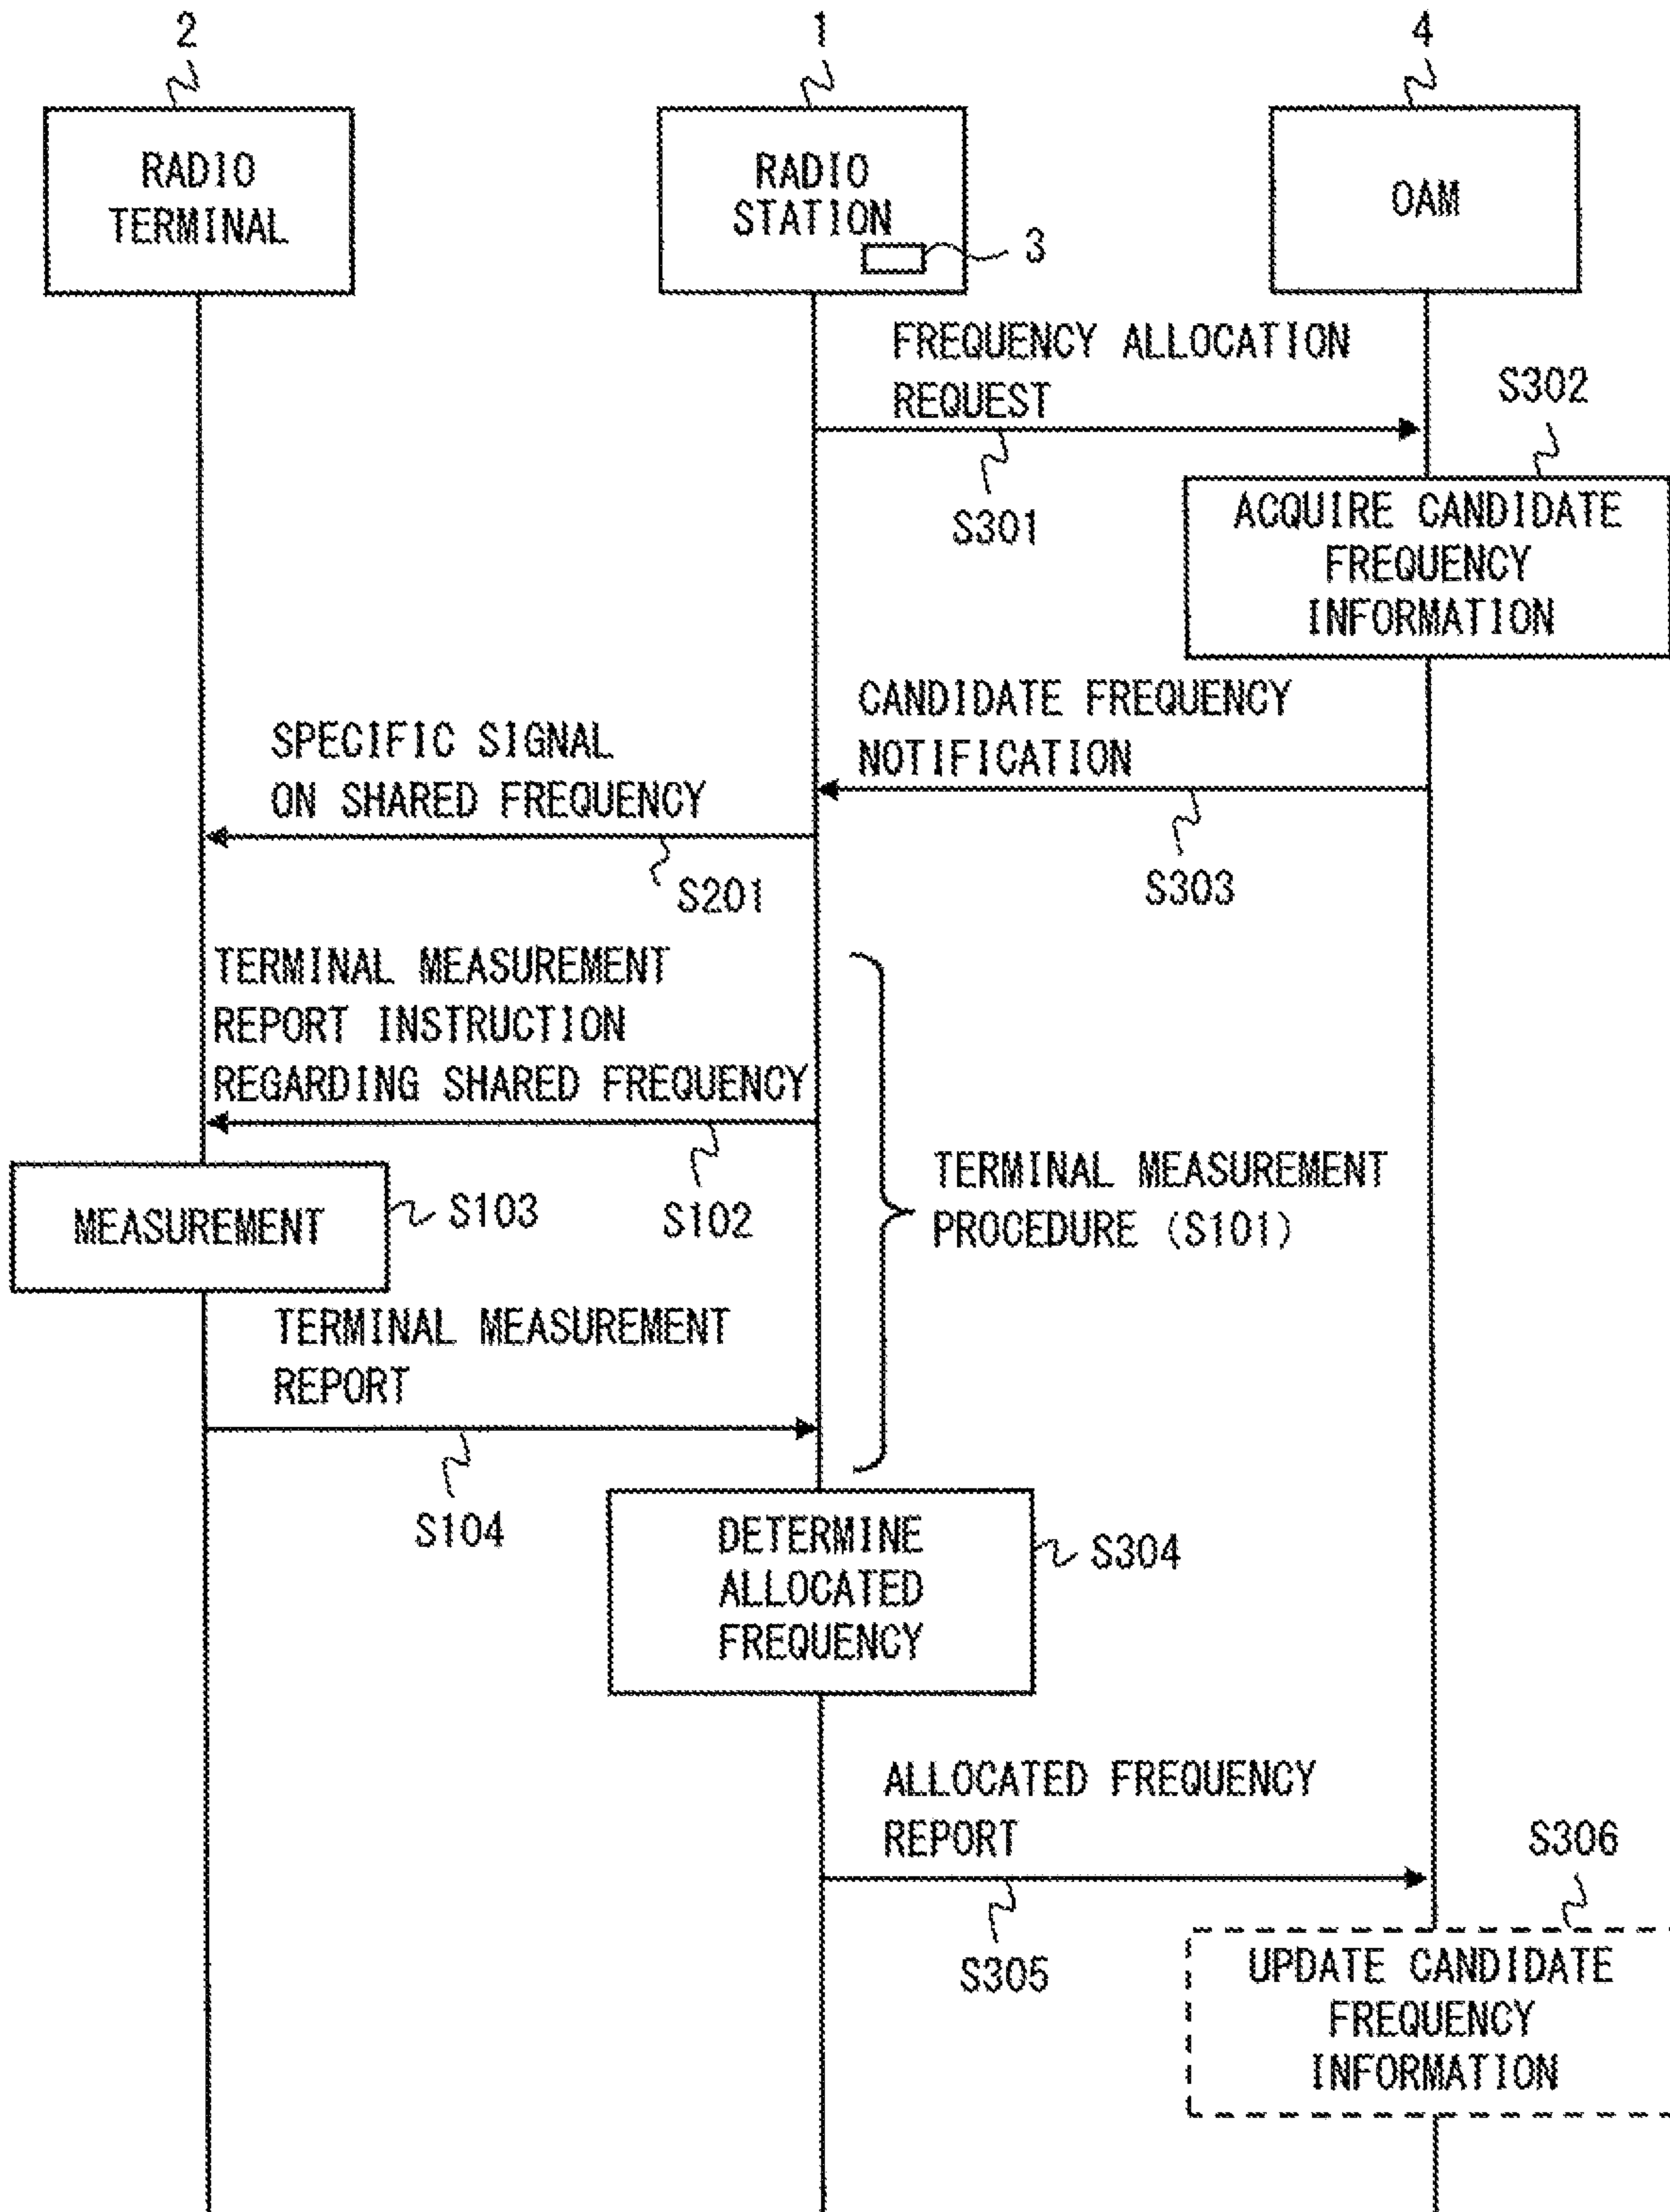 2
1
4
RADIO
TERMINAL
RADIO
STATION
3
OAM
FREQUENCY ALLOCATION
REQUEST
S301
S302
ACQUIRE CANDIDATE
FREQUENCY
INFORMATION
CANDIDATE FREQUENCY
NOTIFICATION
S303
SPECIFIC SIGNAL
ON SHARED FREQUENCY
S201
TERMINAL MEASUREMENT
REPORT INSTRUCTION
REGARDING SHARED FREQUENCY
S102
MEASUREMENT
S103
TERMINAL MEASUREMENT
PROCEDURE (S101)
TERMINAL MEASUREMENT
REPORT
S104
DETERMINE
ALLOCATED
FREQUENCY
S304
ALLOCATED FREQUENCY
REPORT
S305
S306
UPDATE CANDIDATE
FREQUENCY
INFORMATION